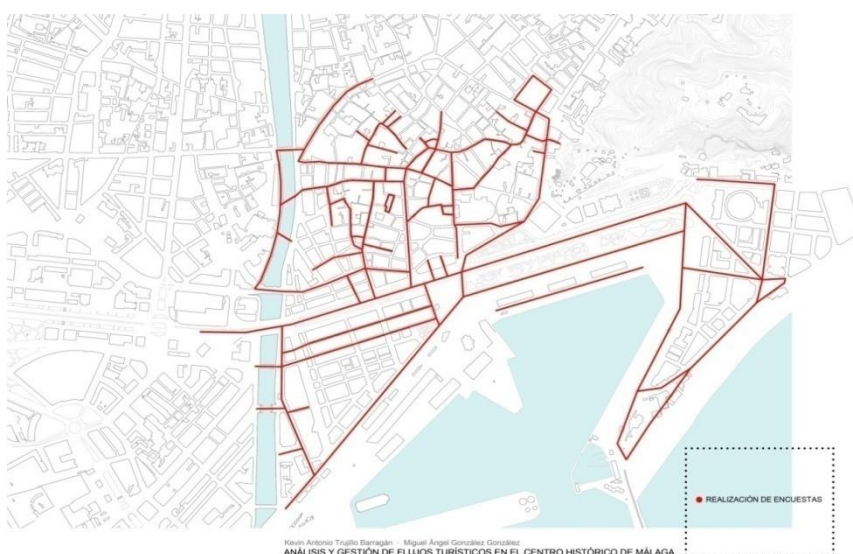 ● REALIZACIÓN DE ENCUESTAS
Kevin Antonio Trujillo Barragán · Miguel Ángel González González
ANÁLISIS Y GESTIÓN DE FLUJOS TURÍSTICOS EN EL CENTRO HISTÓRICO DE MÁLAGA